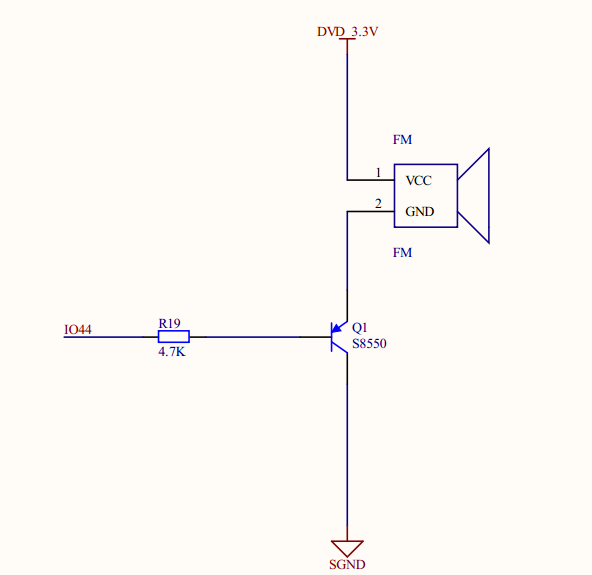 DVD_3.3V
FM
1
VCC
2
GND
FM
IO44
R19
4.7K
Q1
S8550
SGND